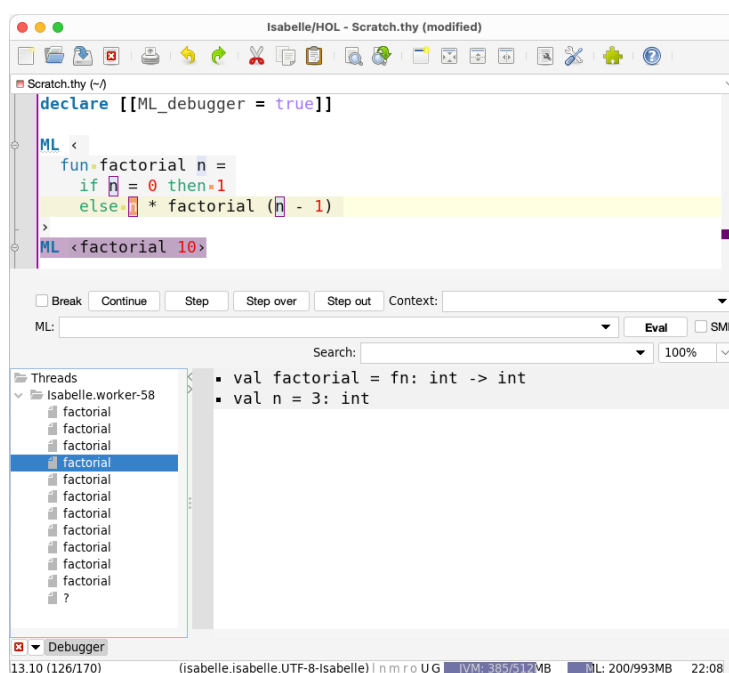 Isabelle/HOL - Scratch.thy (modified)
Scratch.thy (~/)
declare [[ML_debugger = true]]
ML ‹
fun factorial n =
if n = 0 then 1
else n * factorial (n - 1)
›
ML ‹factorial 10›
Break Continue Step Step over Step out Context:
ML: Eval SML
Search: 100%
Threads
Isabelle.worker-58
factorial
factorial
factorial
factorial
factorial
factorial
factorial
factorial
factorial
factorial
factorial
?
▪ val factorial = fn: int -> int
▪ val n = 3: int
Debugger
13,10 (126/170) (isabelle,isabelle,UTF-8-Isabelle) l n m r o U G JVM: 385/512MB ML: 200/993MB 22:08